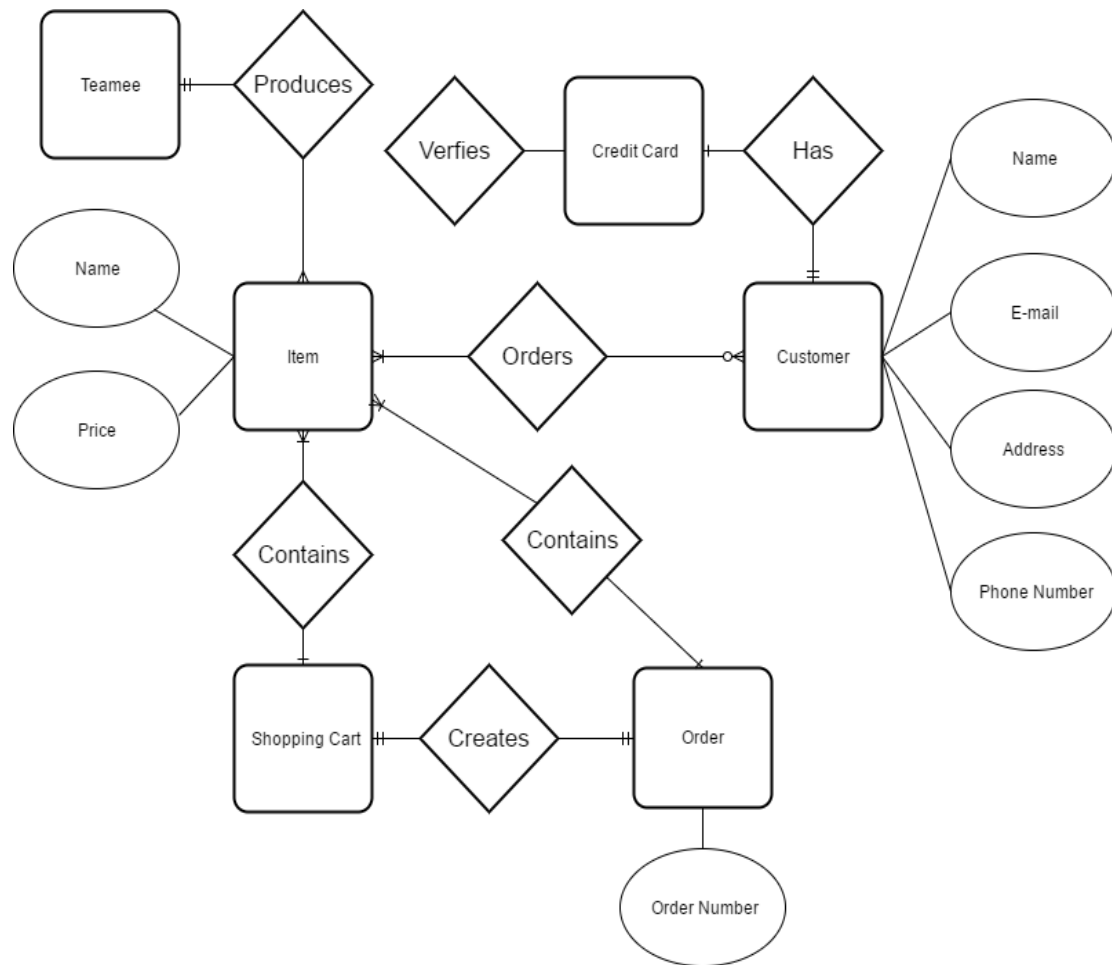 Teamee
Produces
Verfies
Credit Card
Has
Name
Name
E-mail
Item
Orders
Customer
Price
Address
Contains
Contains
Phone Number
Shopping Cart
Creates
Order
Order Number